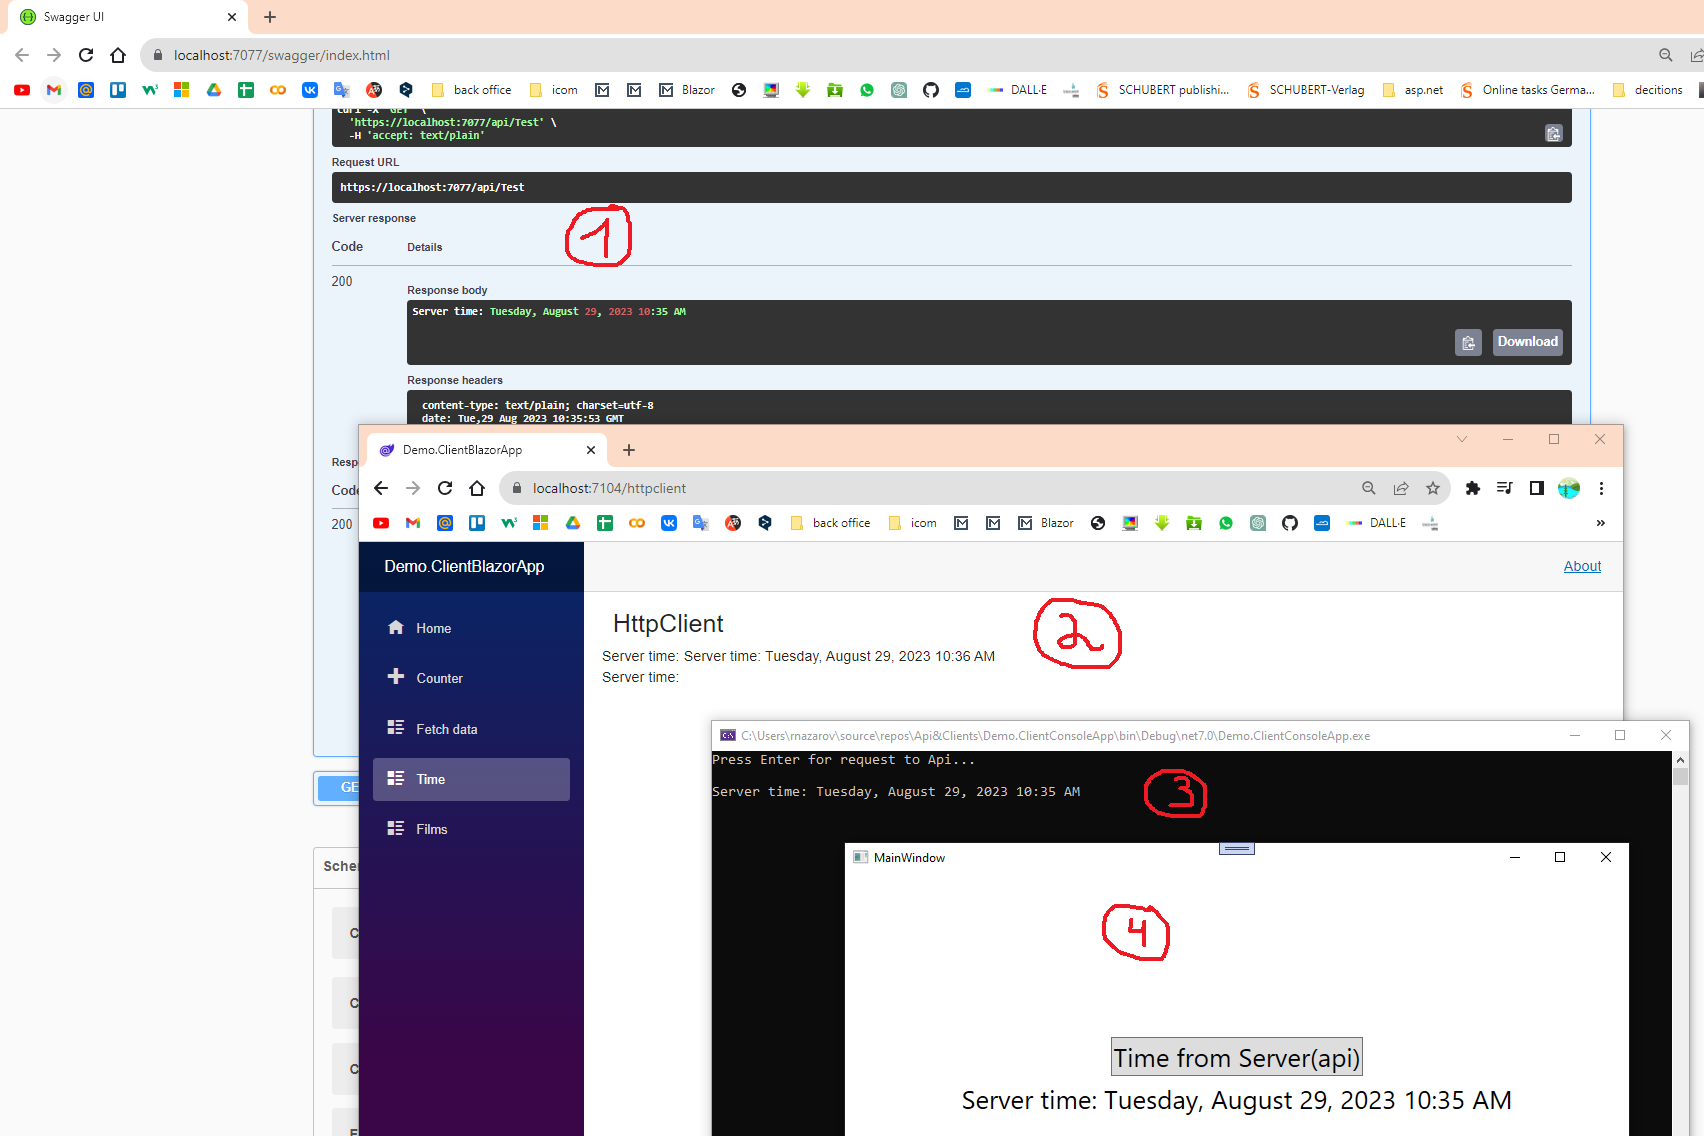 Swagger UI
localhost:7077/swagger/index.html
back office
icom
Blazor
DALL·E
SCHUBERT publishi...
SCHUBERT-Verlag
asp.net
Online tasks Germa...
decitions
curl -X 'GET' \
'https://localhost:7077/api/Test' \
-H 'accept: text/plain'
Request URL
https://localhost:7077/api/Test
Server response
1
Code Details
200
Response body
Server time: Tuesday, August 29, 2023 10:35 AM
Download
Response headers
content-type: text/plain; charset=utf-8
date: Tue,29 Aug 2023 10:35:53 GMT
Resp
Code
200
GE
Schem
Demo.ClientBlazorApp
localhost:7104/httpclient
back office
icom
Blazor
DALL·E
»
Demo.ClientBlazorApp
About
Home
Counter
Fetch data
Time
Films
HttpClient
2
Server time: Server time: Tuesday, August 29, 2023 10:36 AM
Server time:
C:\Users\rnazarov\source\repos\Api&Clients\Demo.ClientConsoleApp\bin\Debug\net7.0\Demo.ClientConsoleApp.exe
Press Enter for request to Api...
Server time: Tuesday, August 29, 2023 10:35 AM
3
MainWindow
4
Time from Server(api)
Server time: Tuesday, August 29, 2023 10:35 AM